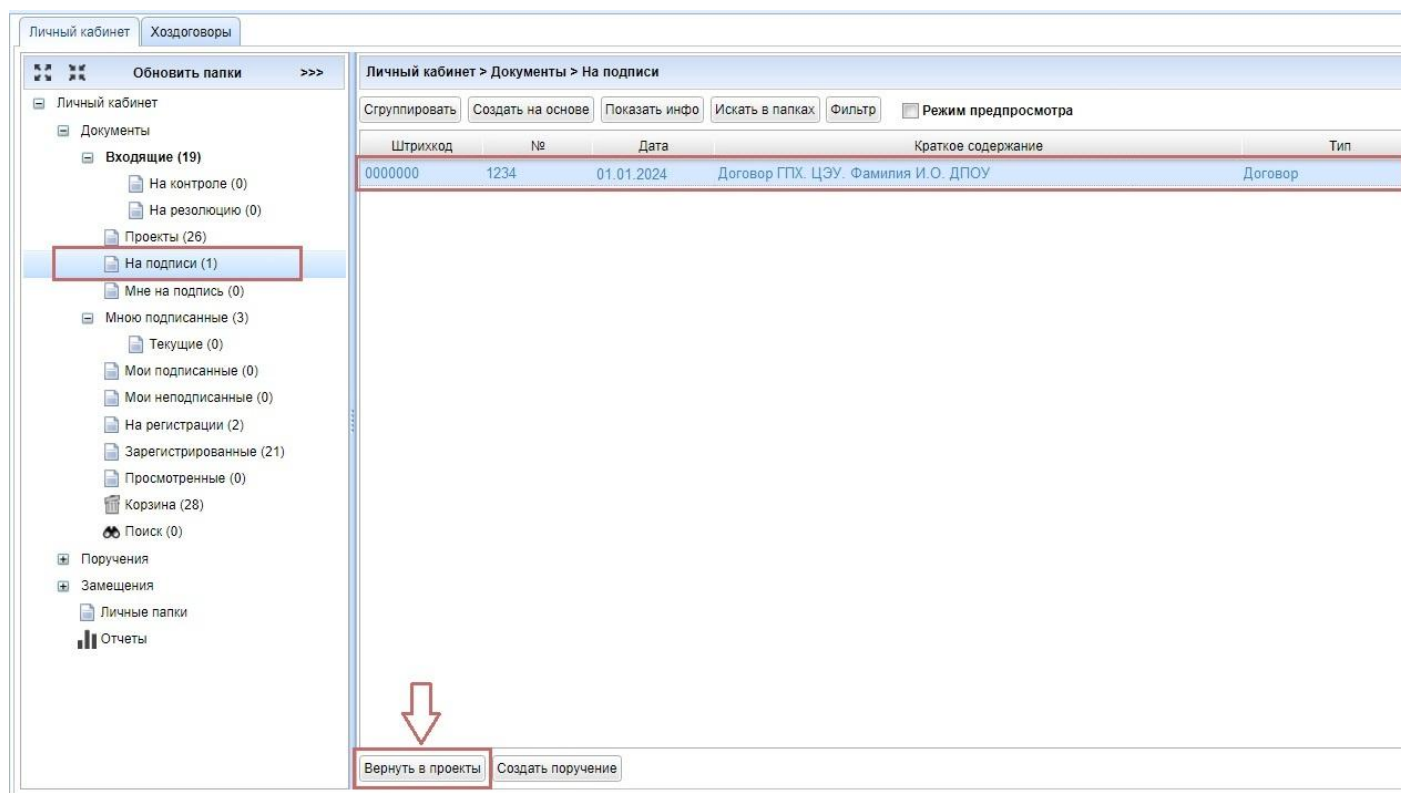 Личный кабинет Хоздоговоры
Обновить папки >>>
Личный кабинет
Документы
Входящие (19)
На контроле (0)
На резолюцию (0)
Проекты (26)
На подписи (1)
Мне на подпись (0)
Мною подписанные (3)
Текущие (0)
Мои подписанные (0)
Мои неподписанные (0)
На регистрации (2)
Зарегистрированные (21)
Просмотренные (0)
Корзина (28)
Поиск (0)
Поручения
Замещения
Личные папки
Отчеты
Личный кабинет > Документы > На подписи
Сгруппировать Создать на основе Показать инфо Искать в папках Фильтр Режим предпросмотра
Штрихкод № Дата Краткое содержание Тип
0000000 1234 01.01.2024 Договор ГПХ. ЦЭУ. Фамилия И.О. ДПОУ Договор
Вернуть в проекты Создать поручение